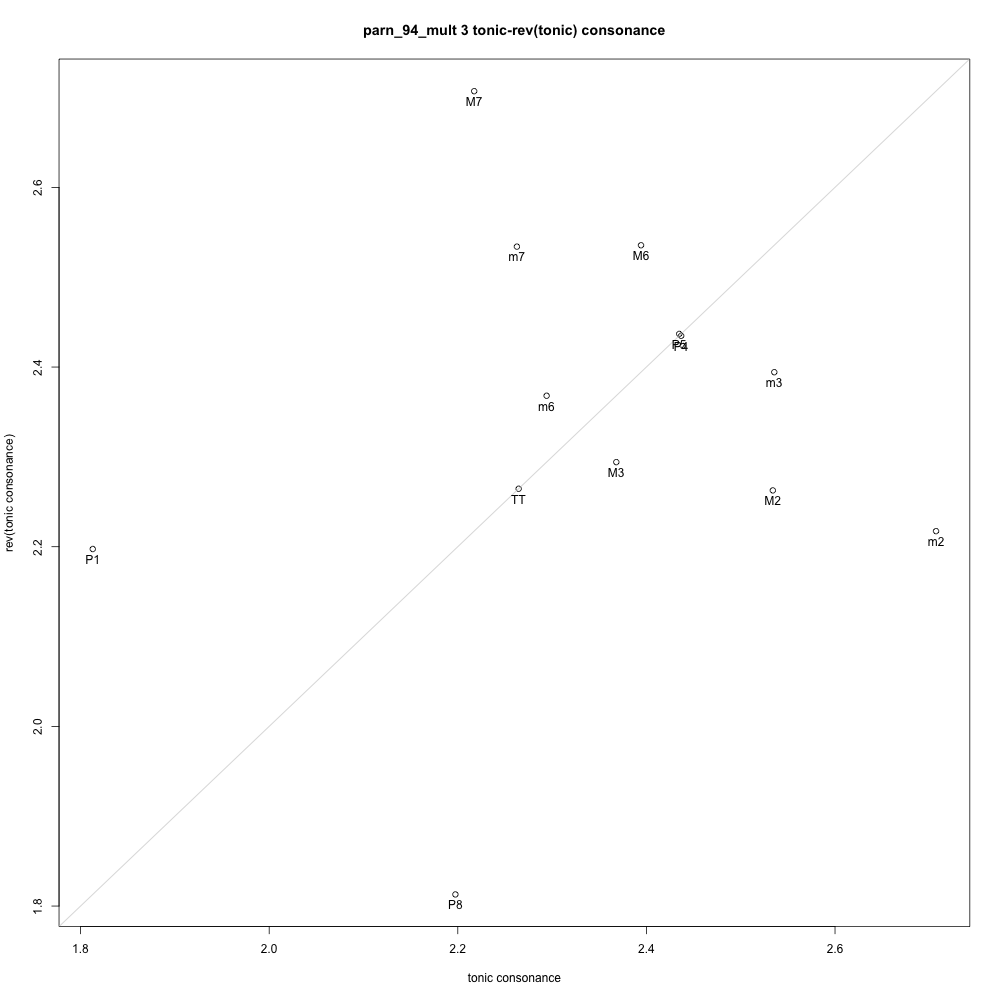 parn_94_mult 3 tonic-rev(tonic) consonance
M7
m7
M6
P5
P4
m3
m6
M3
TT
M2
m2
P1
P8
rev(tonic consonance)
2.6
2.4
2.2
2.0
1.8
1.8
2.0
2.2
2.4
2.6
tonic consonance